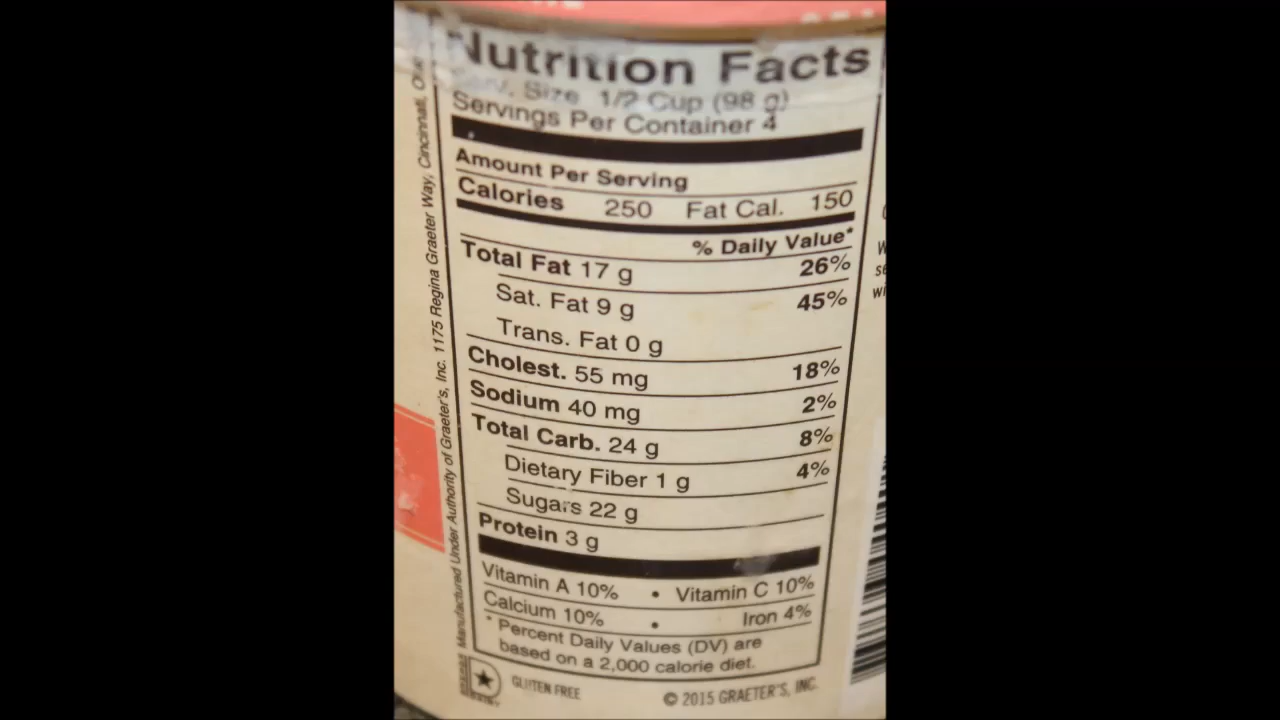 Nutrition Facts
Serv. Size 1/2 Cup (98 g)
Servings Per Container 4
Amount Per Serving
Calories 250 Fat Cal. 150
% Daily Value*
Total Fat 17 g 26%
Sat. Fat 9 g 45%
Trans. Fat 0 g
Cholest. 55 mg 18%
Sodium 40 mg 2%
Total Carb. 24 g 8%
Dietary Fiber 1 g 4%
Sugars 22 g
Protein 3 g
Vitamin A 10% • Vitamin C 10%
Calcium 10% • Iron 4%
* Percent Daily Values (DV) are
based on a 2,000 calorie diet.
GLUTEN FREE © 2015 GRAETER'S, INC.
Manufactured Under Authority of Graeter's, Inc. 1175 Regina Graeter Way, Cincinnati,